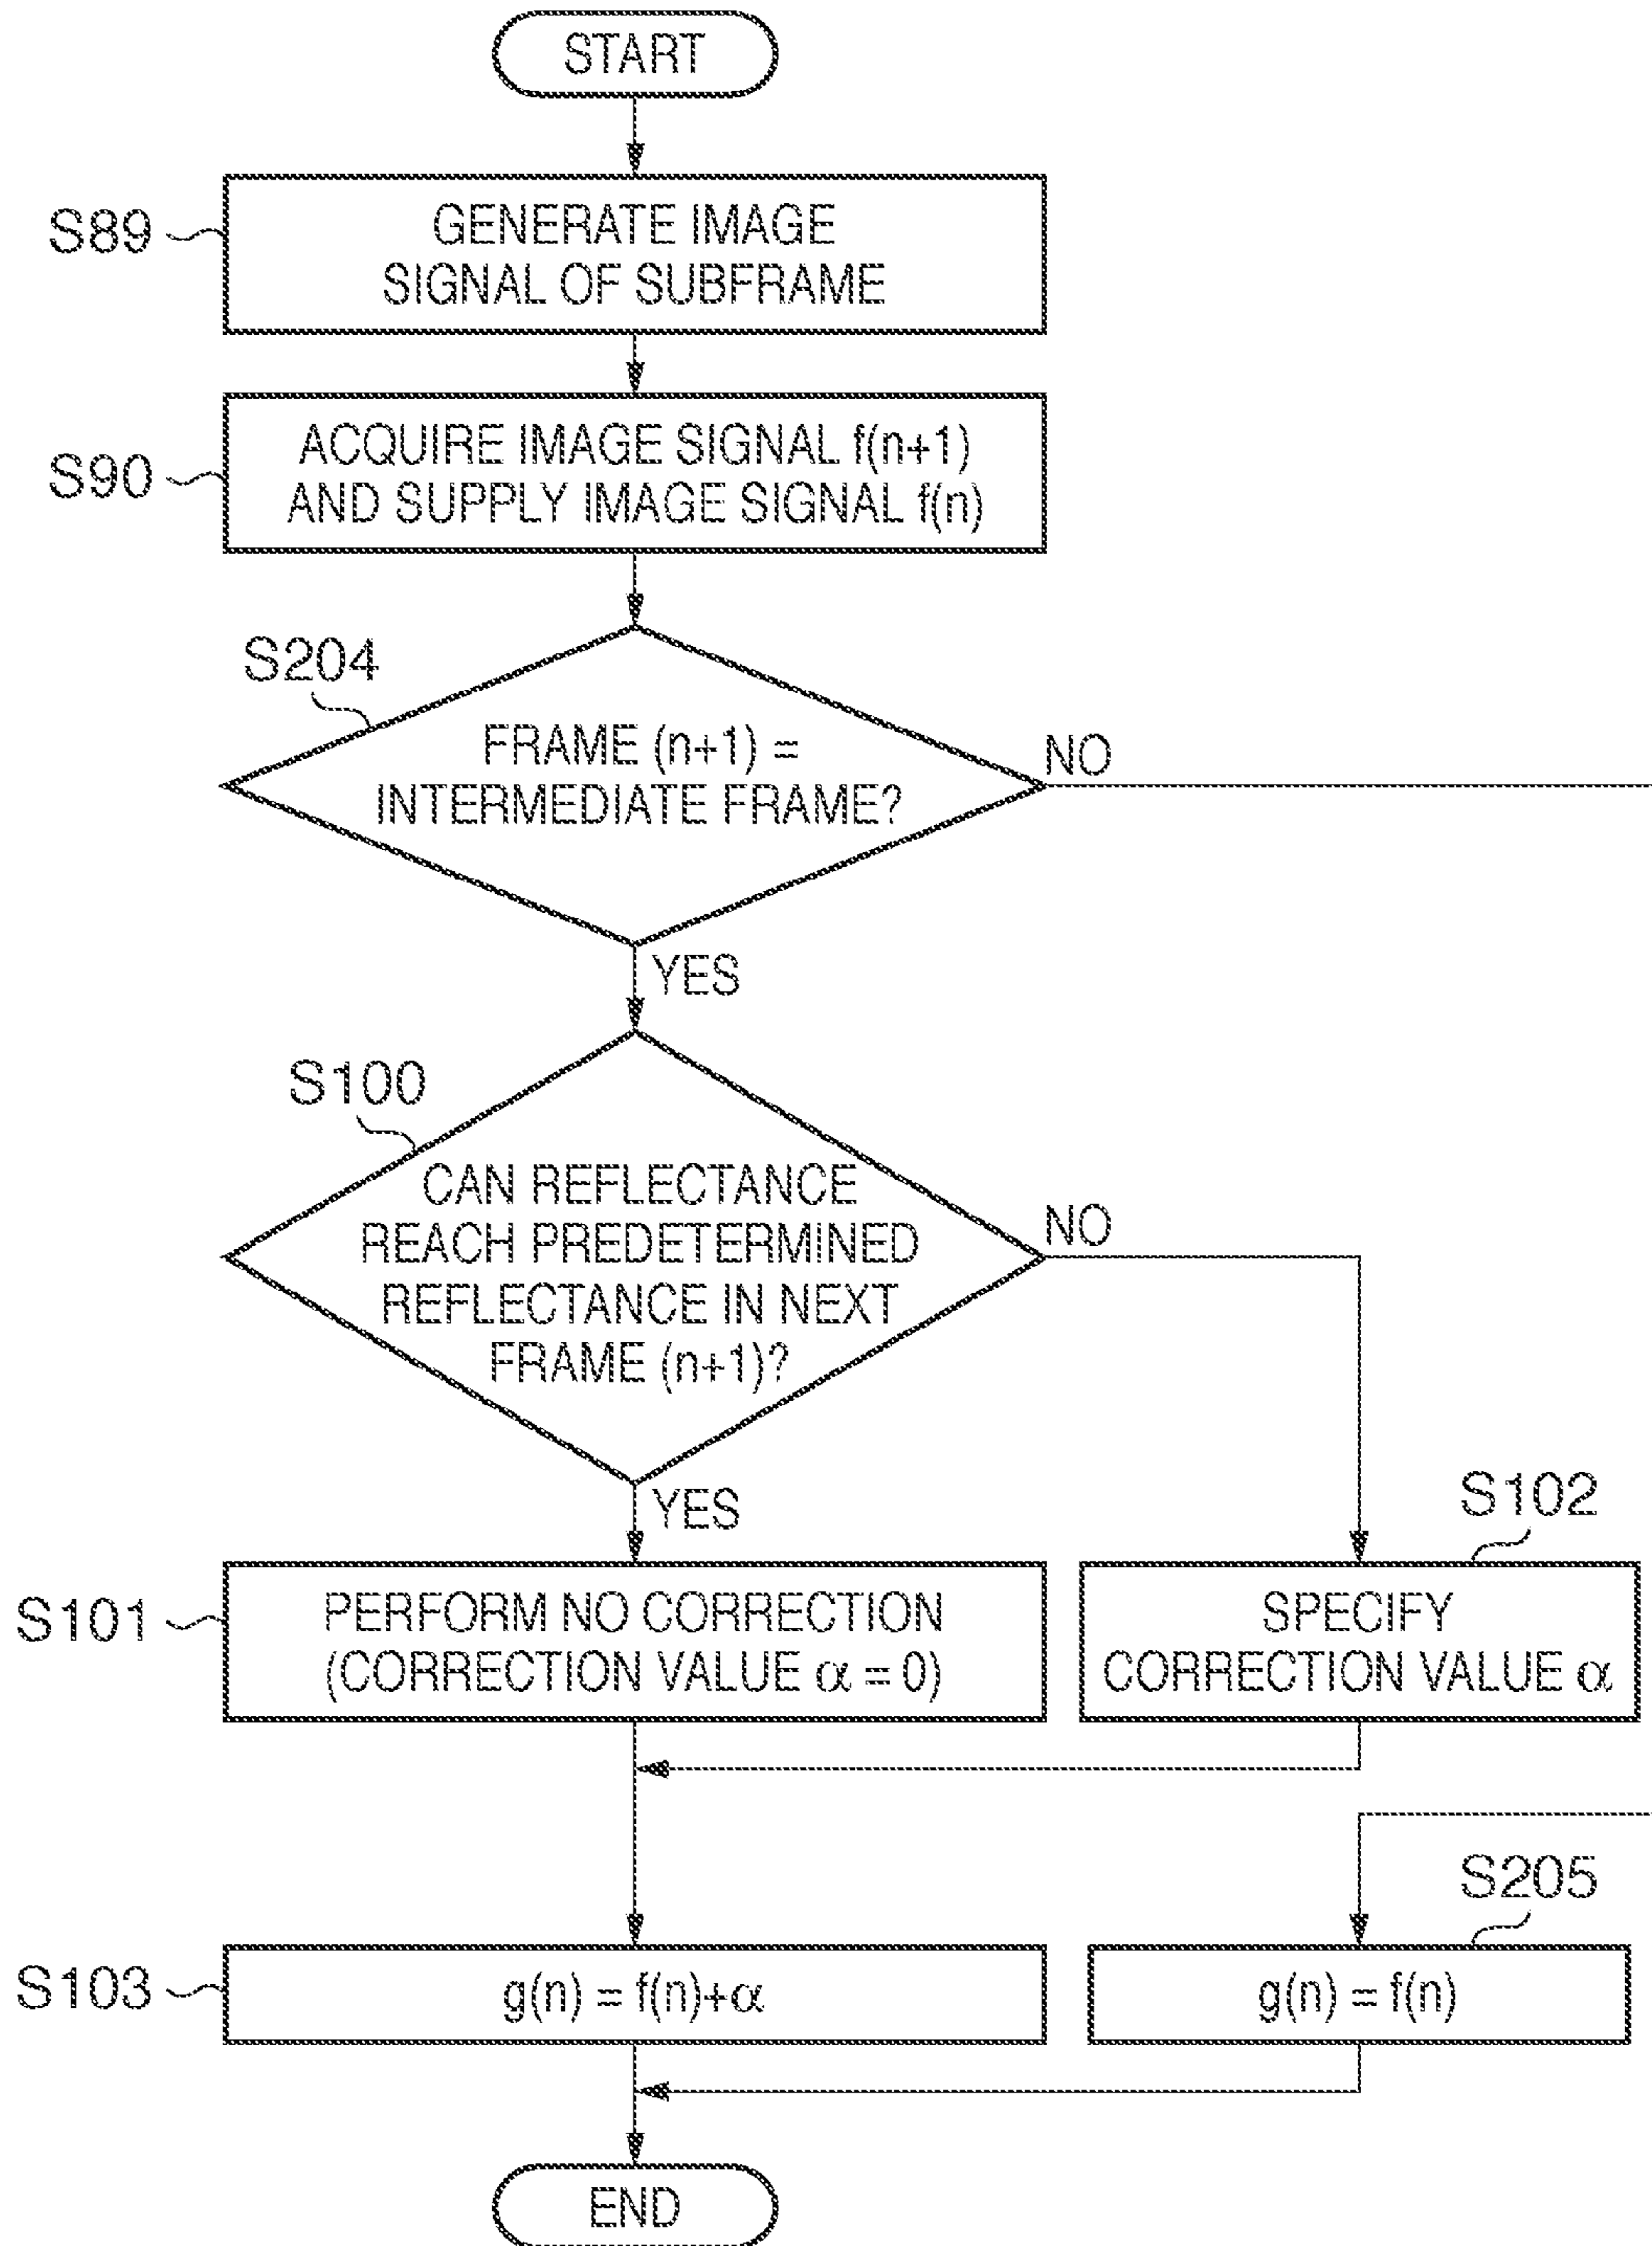 START
S89
GENERATE IMAGE
SIGNAL OF SUBFRAME
S90
ACQUIRE IMAGE SIGNAL f(n+1)
AND SUPPLY IMAGE SIGNAL f(n)
S204
FRAME (n+1) =
INTERMEDIATE FRAME?
NO
YES
S100
CAN REFLECTANCE
REACH PREDETERMINED
REFLECTANCE IN NEXT
FRAME (n+1)?
NO
YES
S101
PERFORM NO CORRECTION
(CORRECTION VALUE α = 0)
S102
SPECIFY
CORRECTION VALUE α
S103
g(n) = f(n)+α
S205
g(n) = f(n)
END